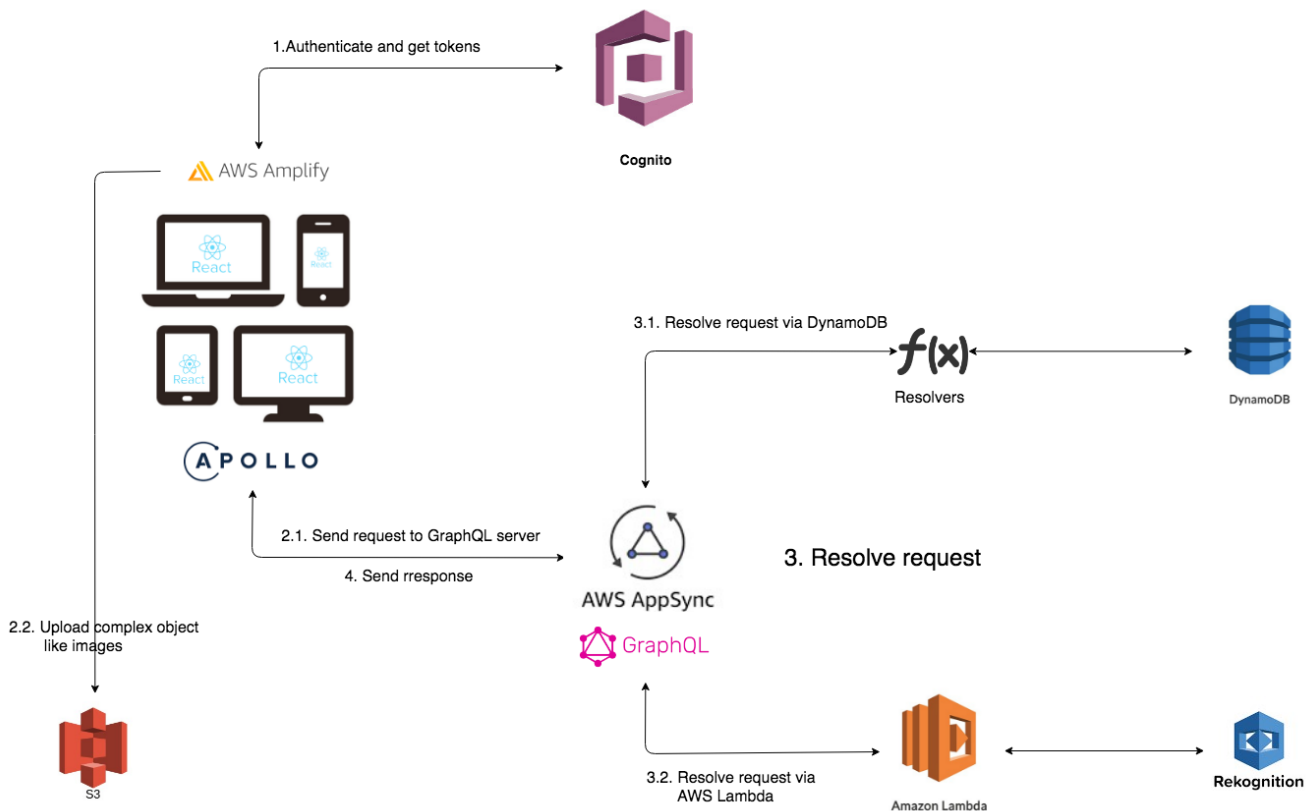 1.Authenticate and get tokens
Cognito
AWS Amplify
React
React
React
React
APOLLO
3.1. Resolve request via DynamoDB
f(x)
Resolvers
DynamoDB
2.1. Send request to GraphQL server
4. Send rresponse
3. Resolve request
AWS AppSync
GraphQL
2.2. Upload complex object
like images
S3
3.2. Resolve request via
AWS Lambda
Amazon Lambda
Rekognition